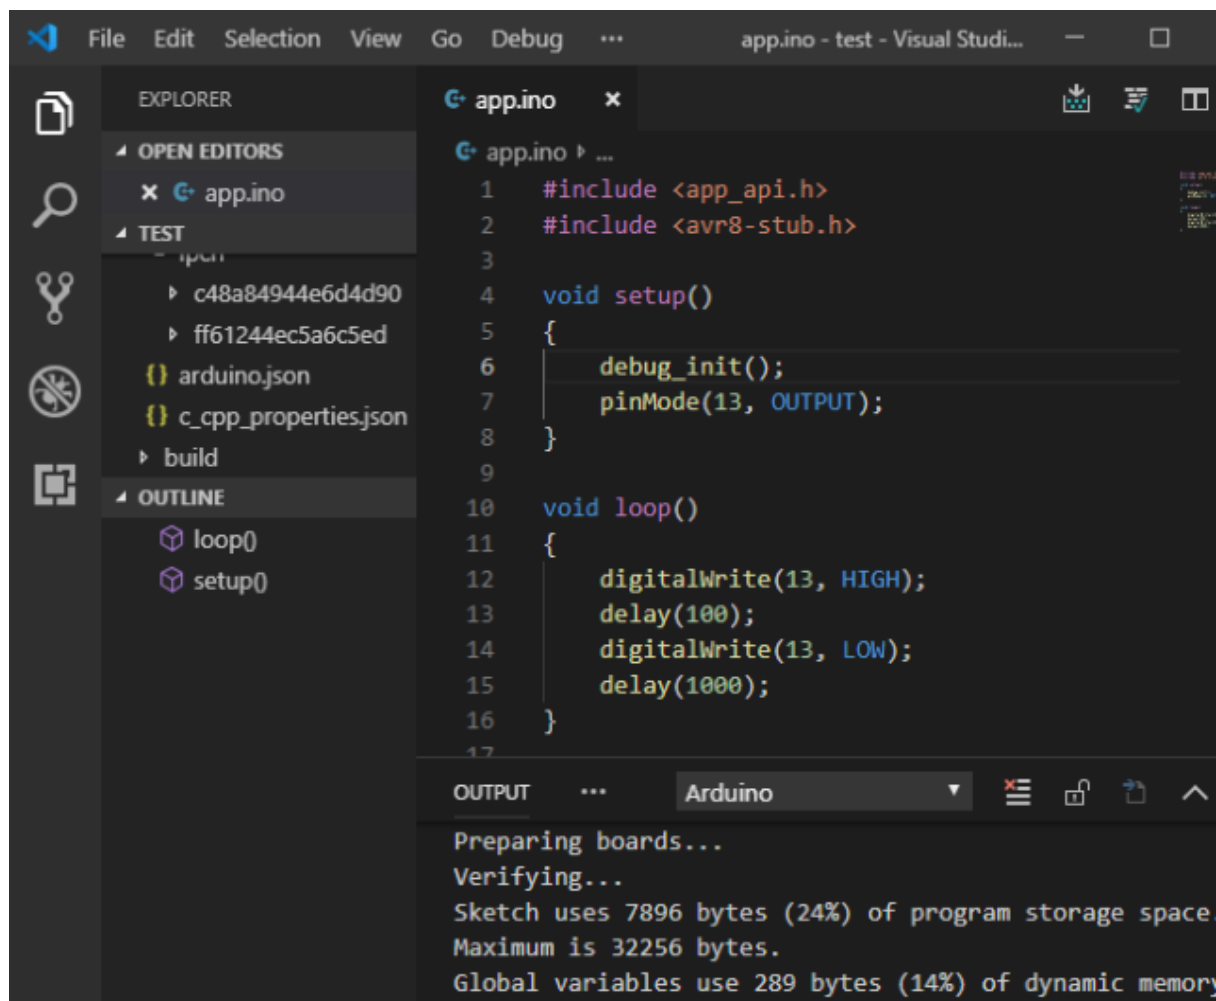 File Edit Selection View Go Debug ··· app.ino - test - Visual Studi...
EXPLORER
OPEN EDITORS
app.ino
TEST
c48a84944e6d4d90
ff61244ec5a6c5ed
{} arduino.json
{} c_cpp_properties.json
build
OUTLINE
loop()
setup()
app.ino
app.ino ...
1 #include <app_api.h>
2 #include <avr8-stub.h>
3
4 void setup()
5 {
6 debug_init();
7 pinMode(13, OUTPUT);
8 }
9
10 void loop()
11 {
12 digitalWrite(13, HIGH);
13 delay(100);
14 digitalWrite(13, LOW);
15 delay(1000);
16 }
17
OUTPUT ··· Arduino
Preparing boards...
Verifying...
Sketch uses 7896 bytes (24%) of program storage space.
Maximum is 32256 bytes.
Global variables use 289 bytes (14%) of dynamic memory